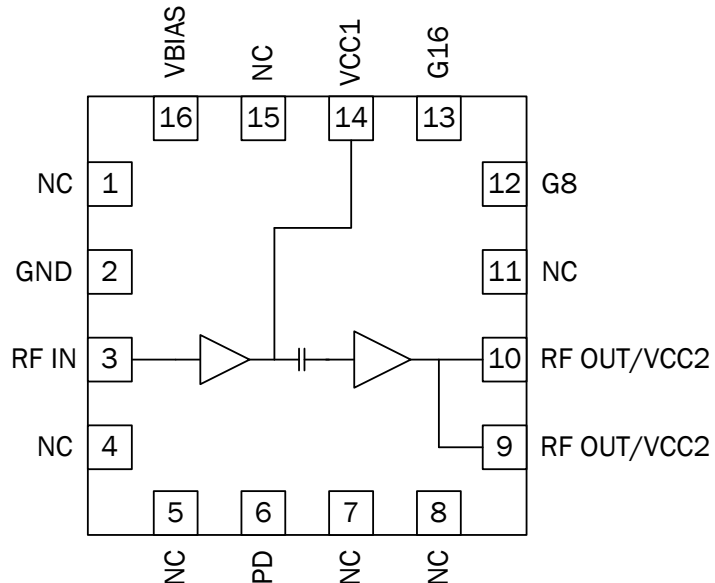 VBIAS
NC
VCC1
G16
16
15
14
13
NC
1
12
G8
GND
2
11
NC
RF IN
3
10
RF OUT/VCC2
NC
4
9
RF OUT/VCC2
5
6
7
8
NC
PD
NC
NC